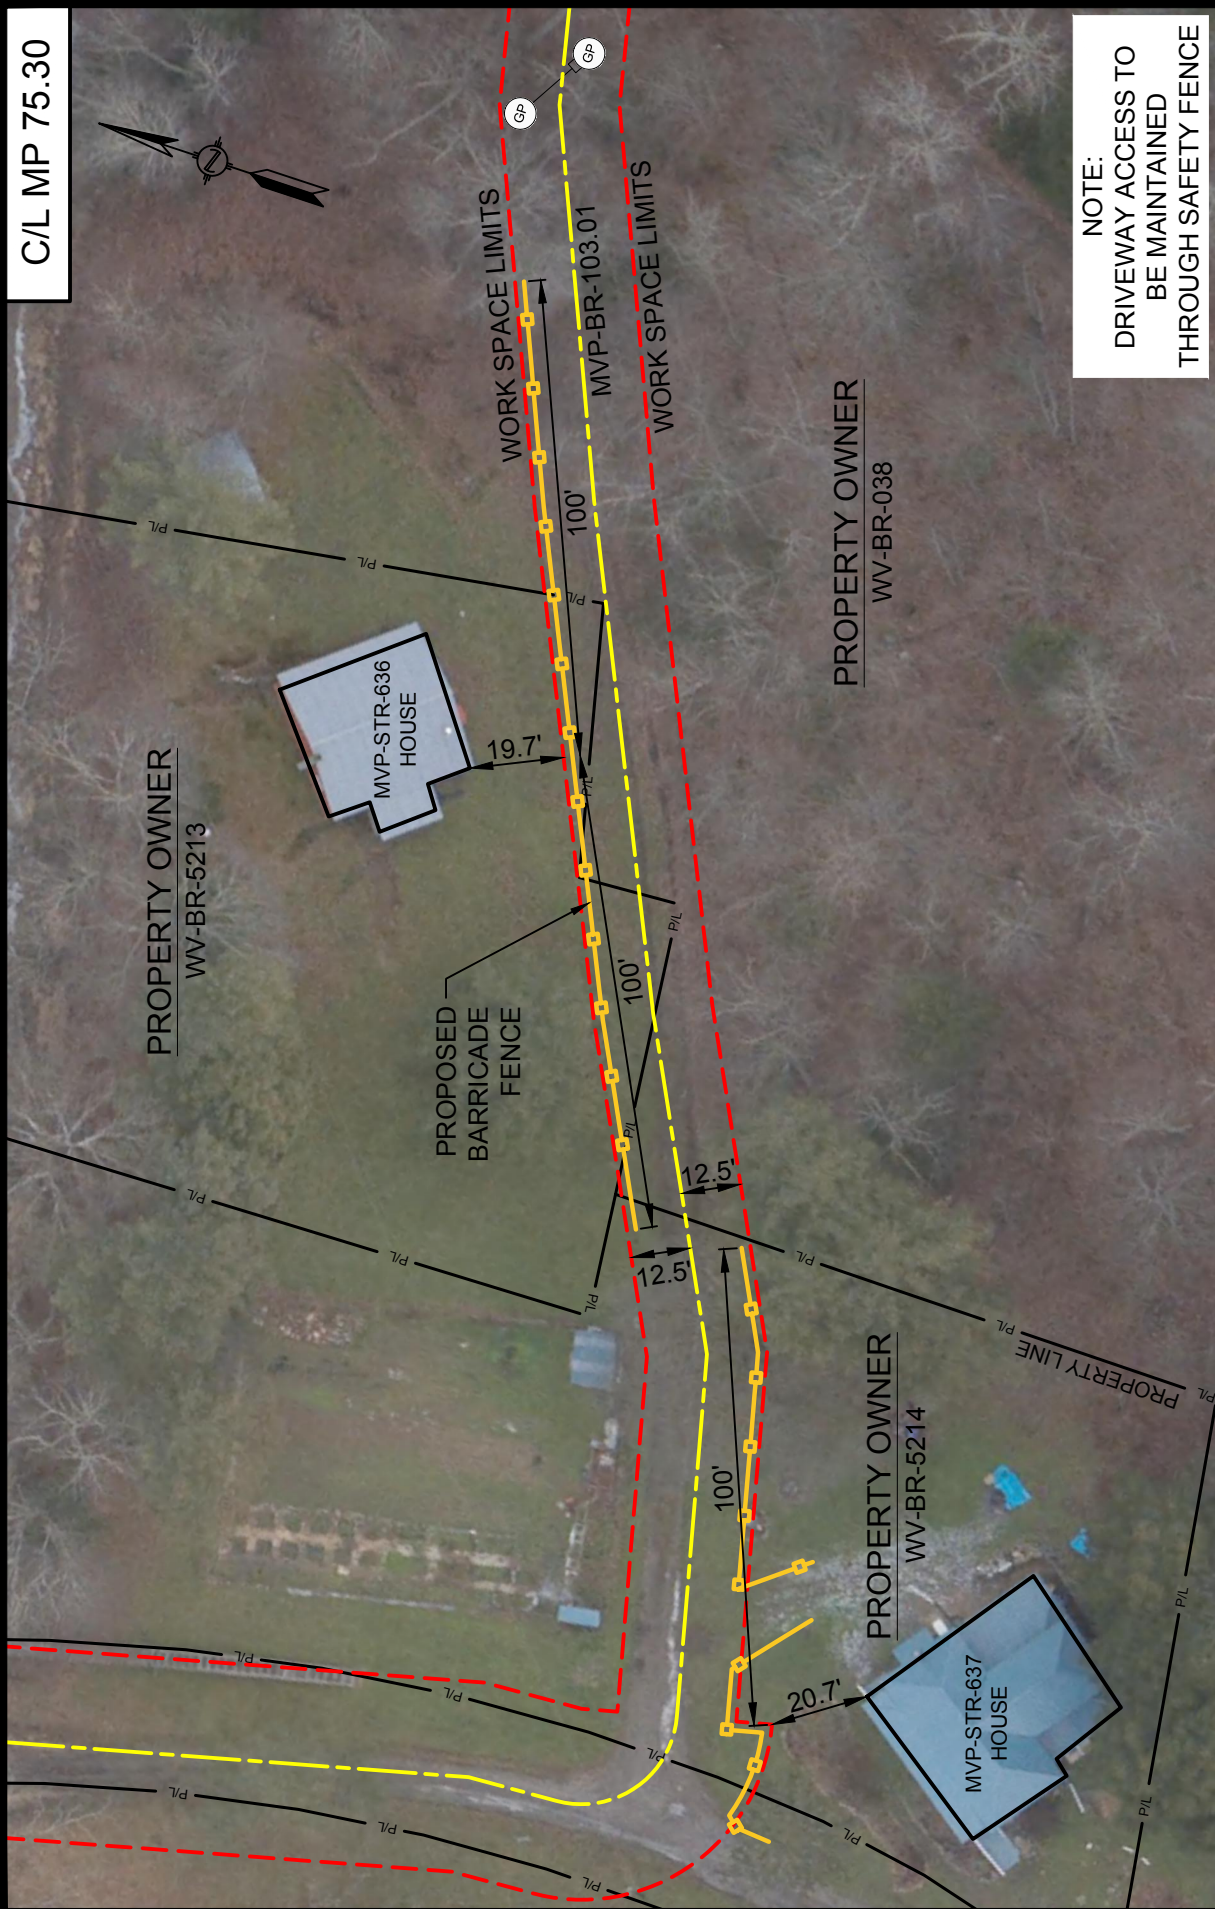 C/L MP 75.30
GP
GP
NOTE:
DRIVEWAY ACCESS TO
BE MAINTAINED
THROUGH SAFETY FENCE
WORK SPACE LIMITS
MVP-BR-103.01
WORK SPACE LIMITS
100'
P/L
P/L
P/L
PROPERTY OWNER
WV-BR-038
MVP-STR-636
HOUSE
19.7'
P/L
PROPERTY OWNER
WV-BR-5213
P/L
100'
PROPOSED
BARRICADE
FENCE
P/L
12.5'
P/L
P/L
12.5'
P/L
P/L
P/L
PROPERTY LINE
P/L
PROPERTY OWNER
WV-BR-5214
100'
P/L
P/L
P/L
20.7'
MVP-STR-637
HOUSE
P/L
P/L
P/L
P/L
P/L
P/L